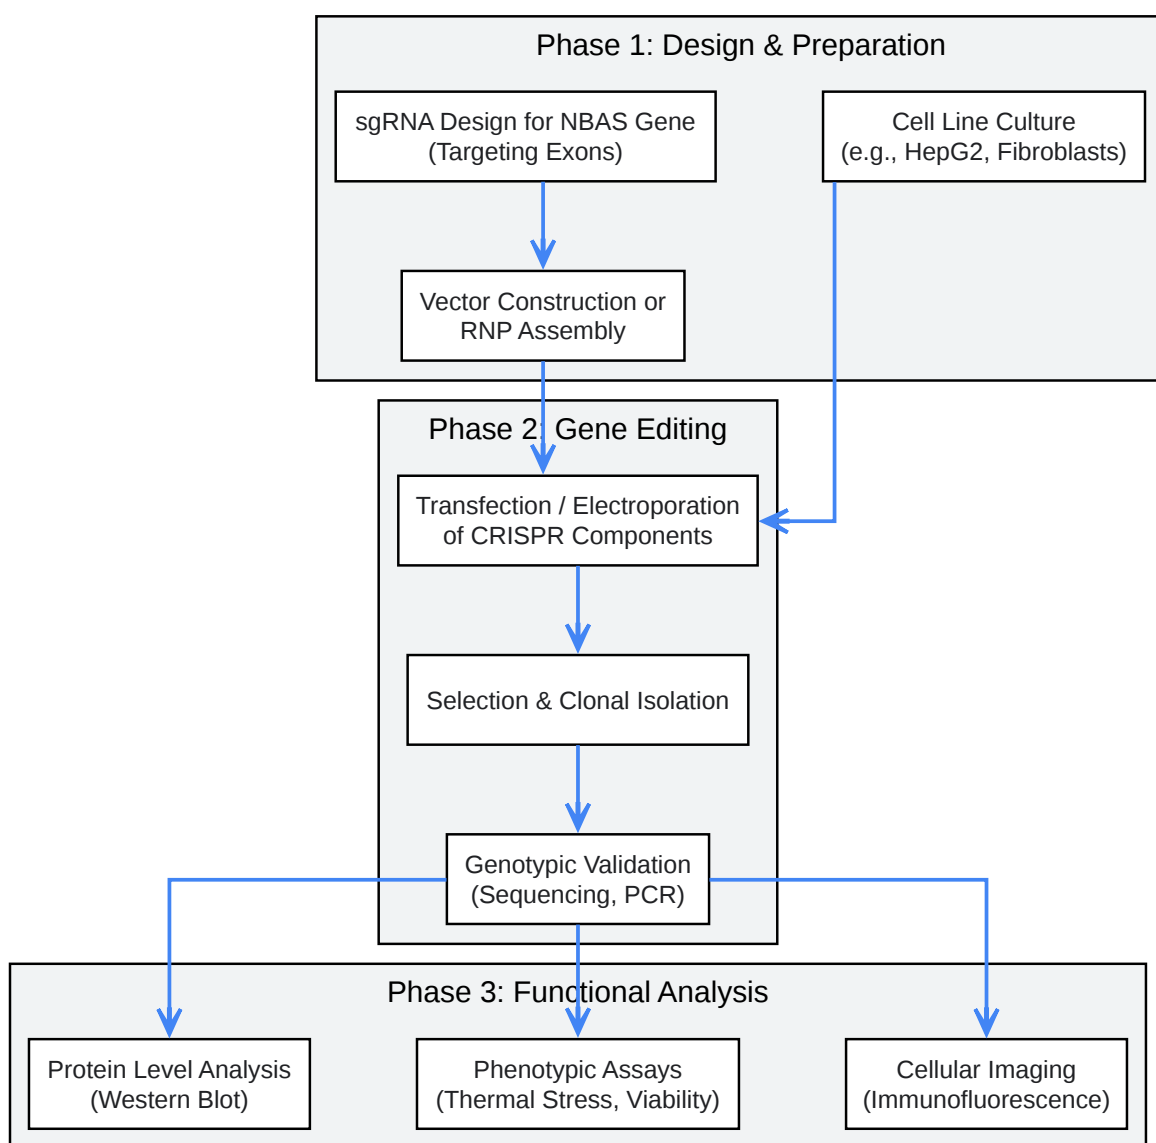 Phase 1: Design & Preparation
sgRNA Design for NBAS Gene
(Targeting Exons)
Cell Line Culture
(e.g., HepG2, Fibroblasts)
Vector Construction or
RNP Assembly
Phase 2: Gene Editing
Transfection / Electroporation
of CRISPR Components
Selection & Clonal Isolation
Genotypic Validation
(Sequencing, PCR)
Phase 3: Functional Analysis
Protein Level Analysis
(Western Blot)
Phenotypic Assays
(Thermal Stress, Viability)
Cellular Imaging
(Immunofluorescence)